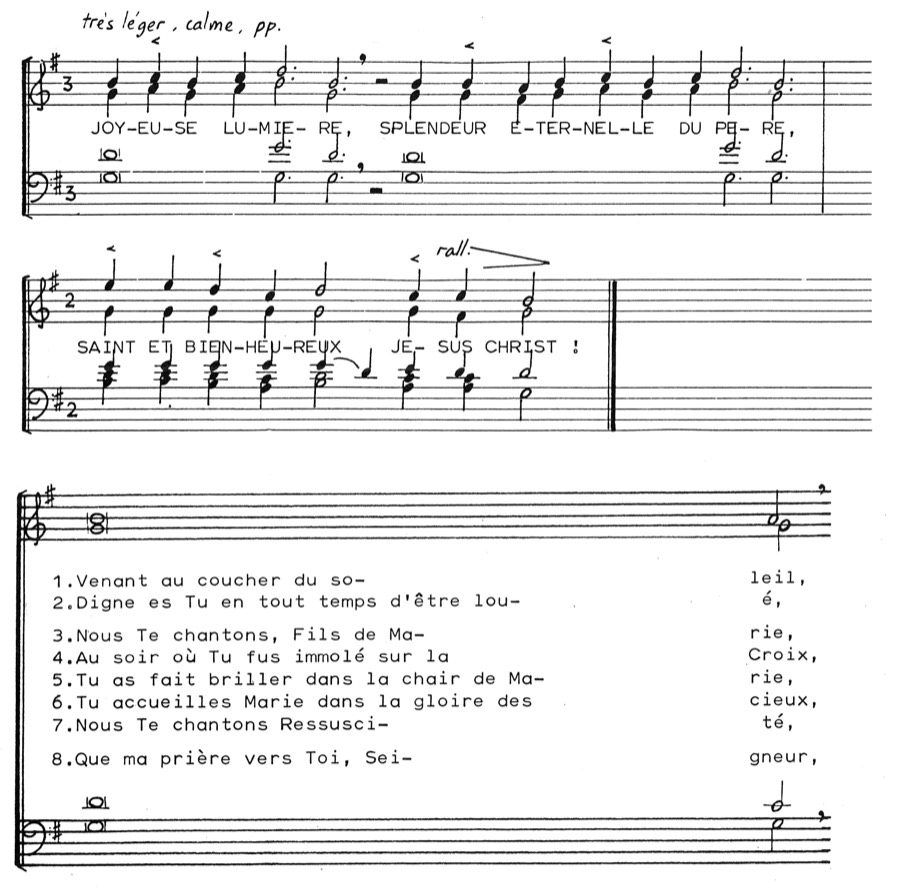 très léger, calme, pp.
3
JOY-EU-SE LU-MIE-RE, SPLENDEUR E-TER-NEL-LE DU PE-RE,
3
rall.
2
SAINT ET BIEN-HEU-REUX JE-SUS CHRIST !
2
1.Venant au coucher du so- leil,
2.Digne es Tu en tout temps d'être lou- é,
3.Nous Te chantons, Fils de Ma- rie,
4.Au soir où Tu fus immolé sur la Croix,
5.Tu as fait briller dans la chair de Ma- rie,
6.Tu accueilles Marie dans la gloire des cieux,
7.Nous Te chantons Ressusci- té,
8.Que ma prière vers Toi, Sei- gneur,